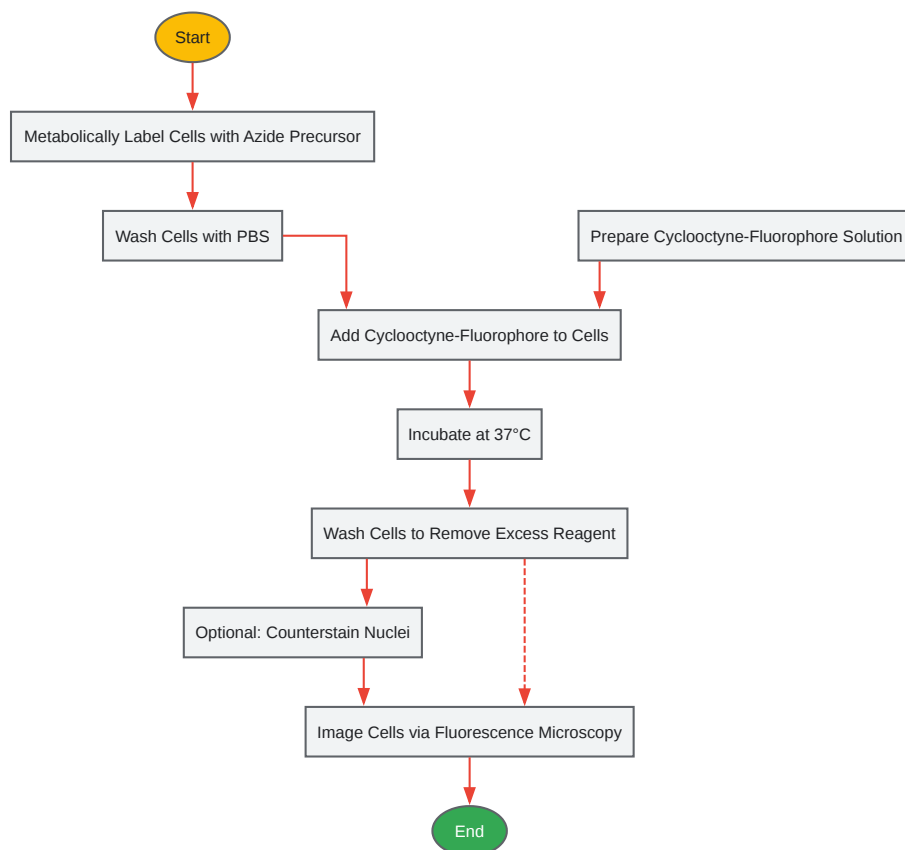 Start
Metabolically Label Cells with Azide Precursor
Wash Cells with PBS
Prepare Cyclooctyne-Fluorophore Solution
Add Cyclooctyne-Fluorophore to Cells
Incubate at 37°C
Wash Cells to Remove Excess Reagent
Optional: Counterstain Nuclei
Image Cells via Fluorescence Microscopy
End